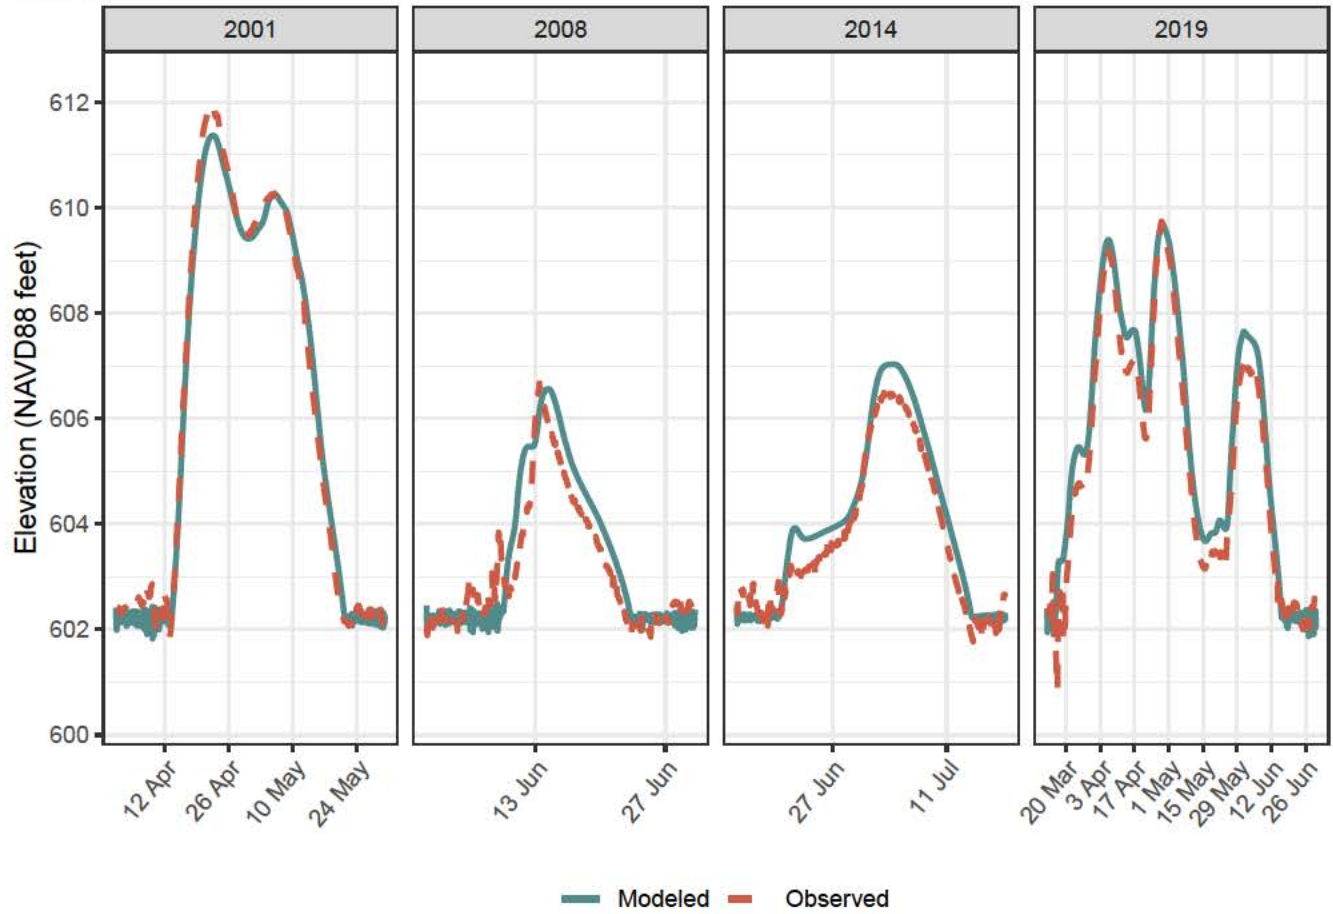 2001 2008 2014 2019
Elevation (NAVD88 feet)
612
610
608
606
604
602
600
12 Apr 26 Apr 10 May 24 May 13 Jun 27 Jun 27 Jun 11 Jul 20 Mar 3 Apr 17 Apr 1 May 15 May 29 May 12 Jun 26 Jun
Modeled Observed